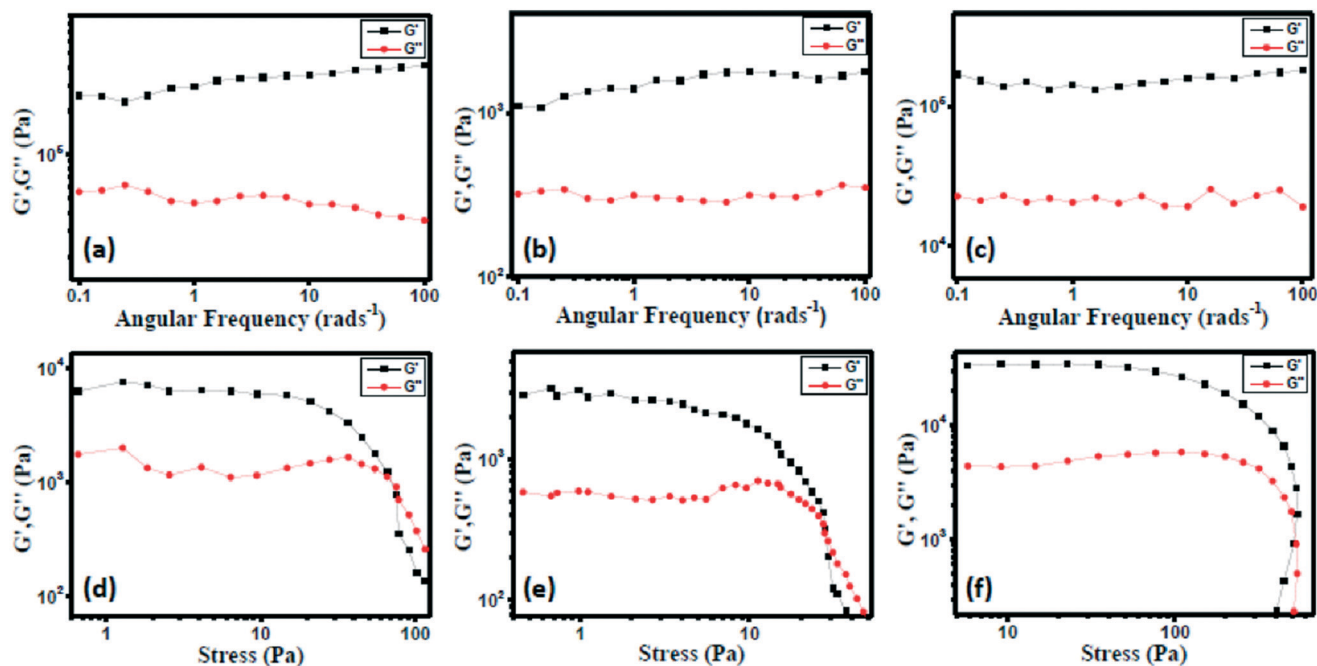 G'
G''
G',G'' (Pa)
10⁶
(a)
0.1 1 10 100
Angular Frequency (rads⁻¹)
G'
G''
G',G'' (Pa)
10³
10²
(b)
0.1 1 10 100
Angular Frequency (rads⁻¹)
G'
G''
G',G'' (Pa)
10⁴
(c)
0.1 1 10 100
Angular Frequency (rads⁻¹)
G'
G''
G',G'' (Pa)
10⁴
10³
10²
(d)
1 10 100
Stress (Pa)
G'
G''
G',G'' (Pa)
10³
10²
(e)
1 10
Stress (Pa)
G'
G''
G', G'' (Pa)
10⁴
10³
(f)
10 100
Stress (Pa)